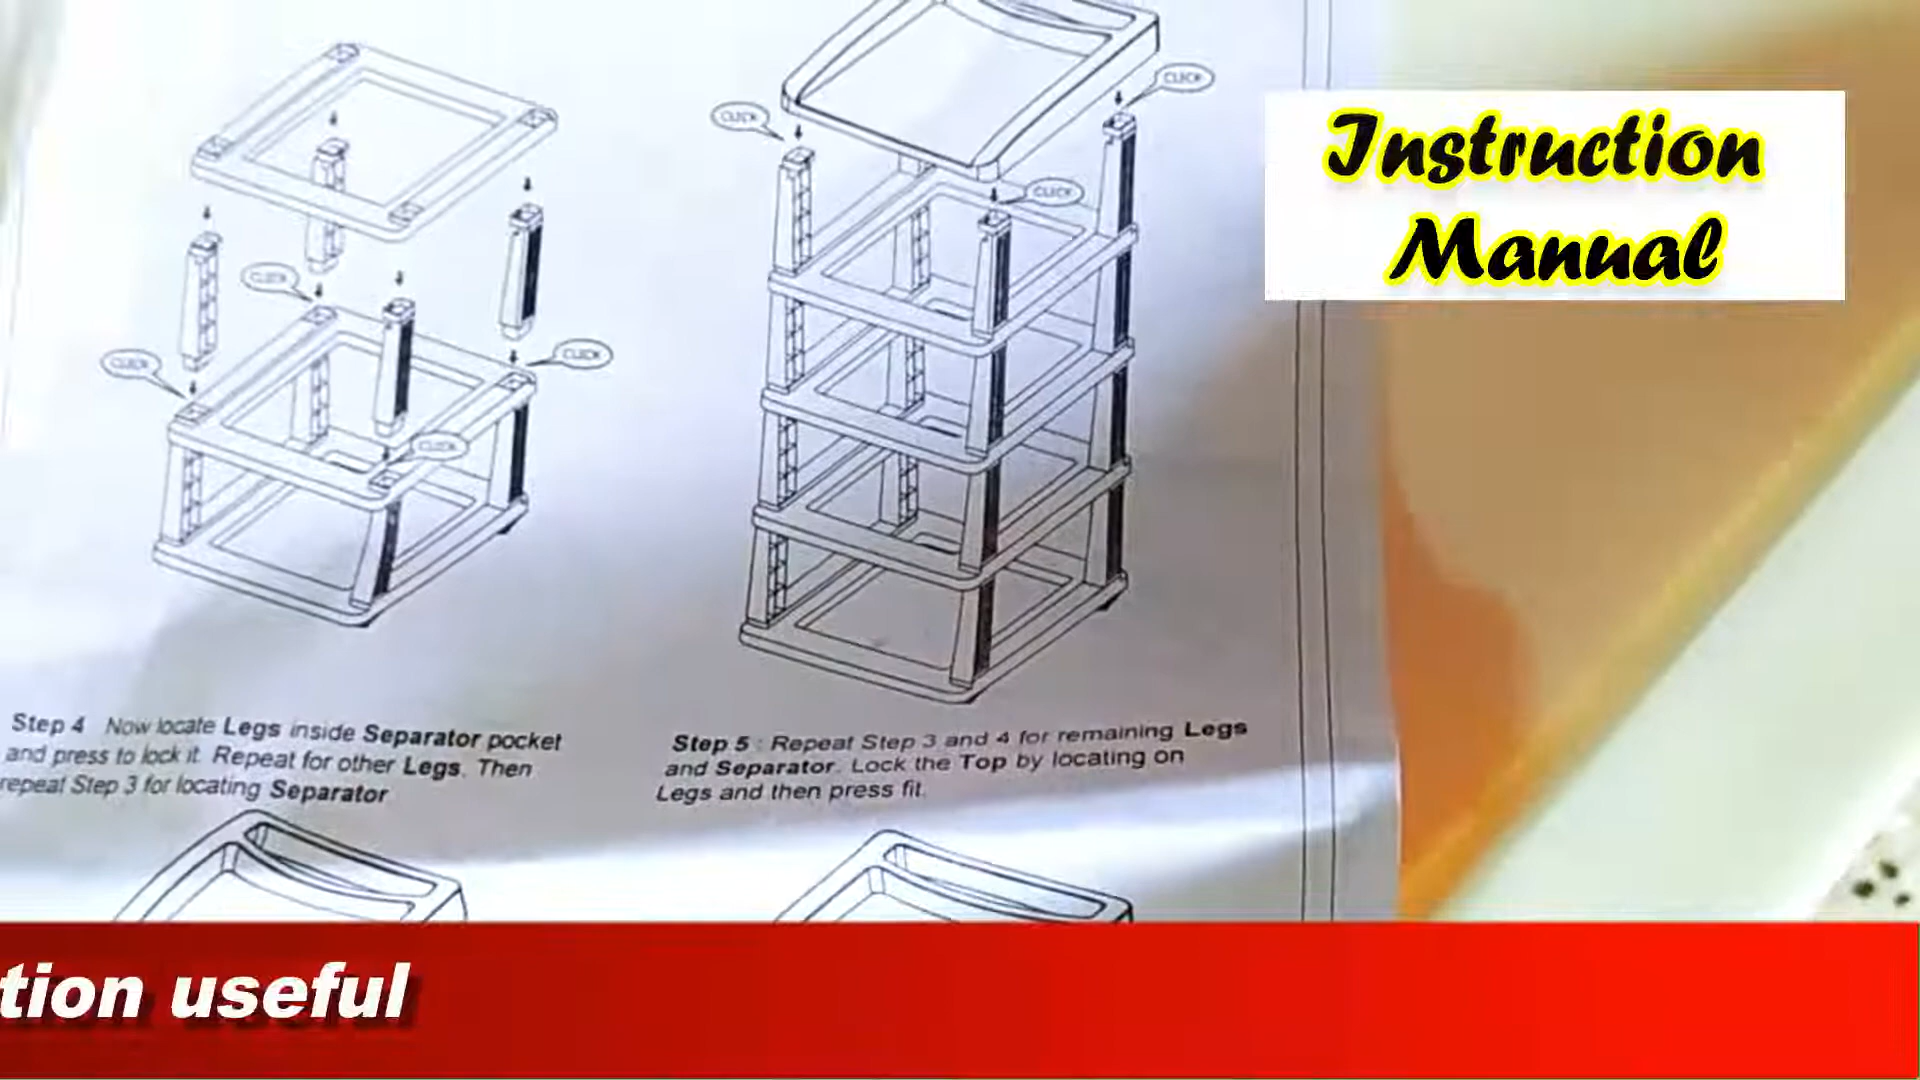 CLICK
CLICK
CLICK
CLICK
CLICK
CLICK
CLICK
Instruction
Manual
Step 4 Now locate Legs inside Separator pocket
and press to lock it. Repeat for other Legs. Then
repeat Step 3 for locating Separator
Step 5 : Repeat Step 3 and 4 for remaining Legs
and Separator. Lock the Top by locating on
Legs and then press fit.
tion useful